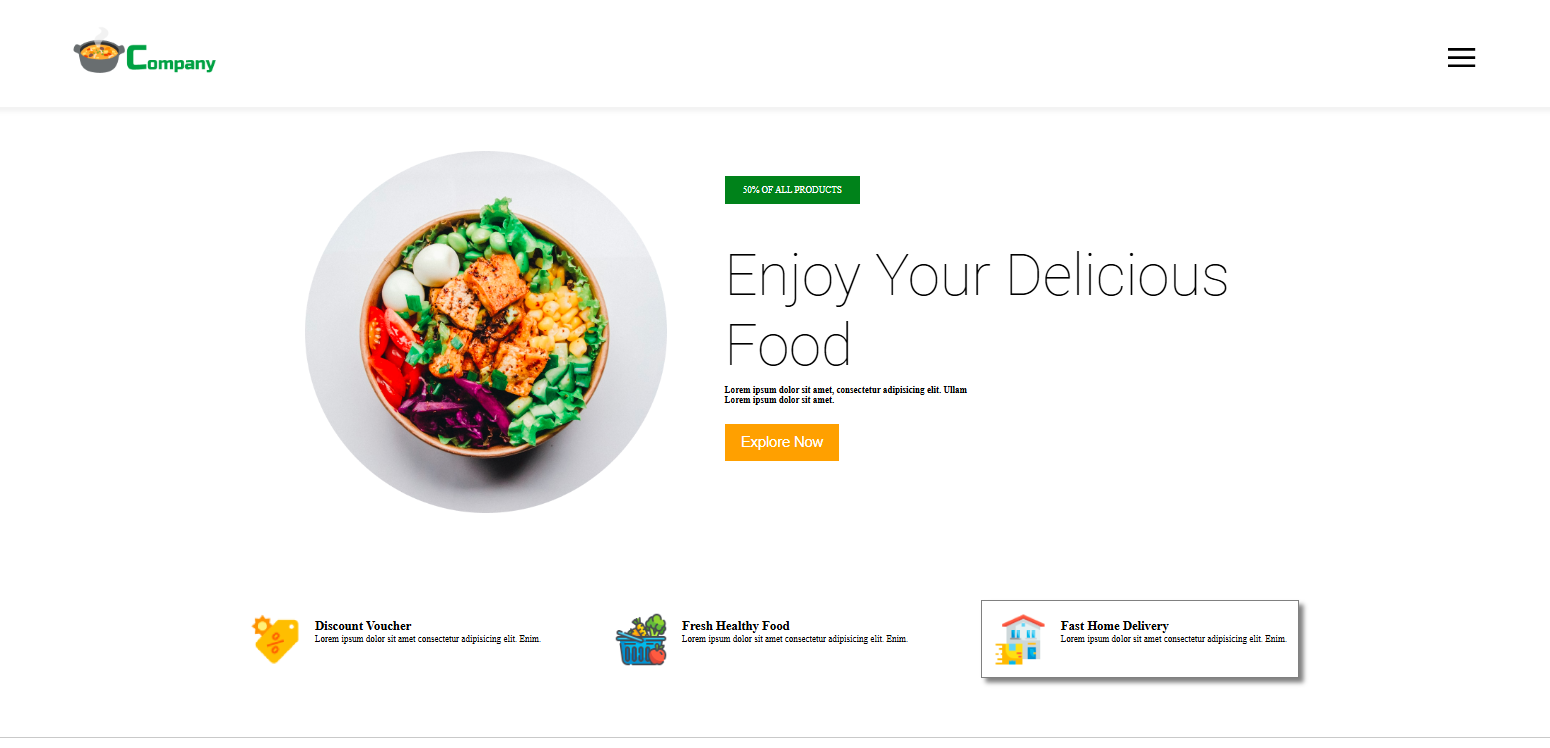 Company
50% OF ALL PRODUCTS
Enjoy Your Delicious
Food
Lorem ipsum dolor sit amet, consectetur adipisicing elit. Ullam
Lorem ipsum dolor sit amet.
Explore Now
Discount Voucher
Lorem ipsum dolor sit amet consectetur adipisicing elit. Enim.
Fresh Healthy Food
Lorem ipsum dolor sit amet consectetur adipisicing elit. Enim.
Fast Home Delivery
Lorem ipsum dolor sit amet consectetur adipisicing elit. Enim.